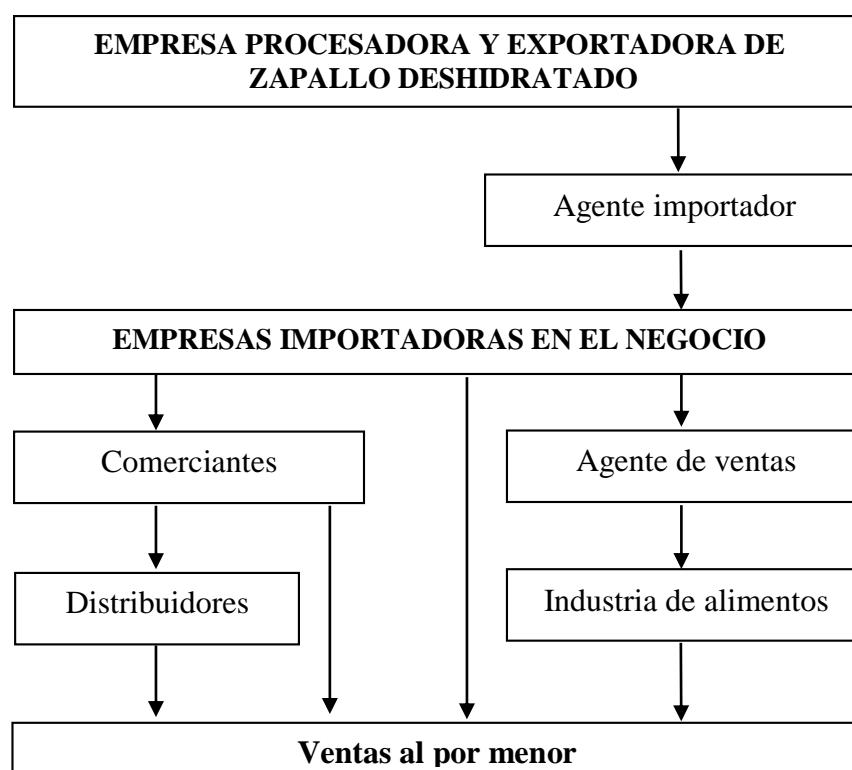 EMPRESA PROCESADORA Y EXPORTADORA DE
ZAPALLO DESHIDRATADO
Agente importador
EMPRESAS IMPORTADORAS EN EL NEGOCIO
Comerciantes
Agente de ventas
Distribuidores
Industria de alimentos
Ventas al por menor